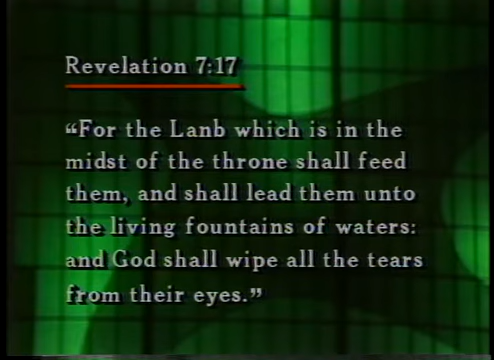 Revelation 7:17
“For the Lanb which is in the
midst of the throne shall feed
them, and shall lead them unto
the living fountains of waters:
and God shall wipe all the tears
from their eyes.”